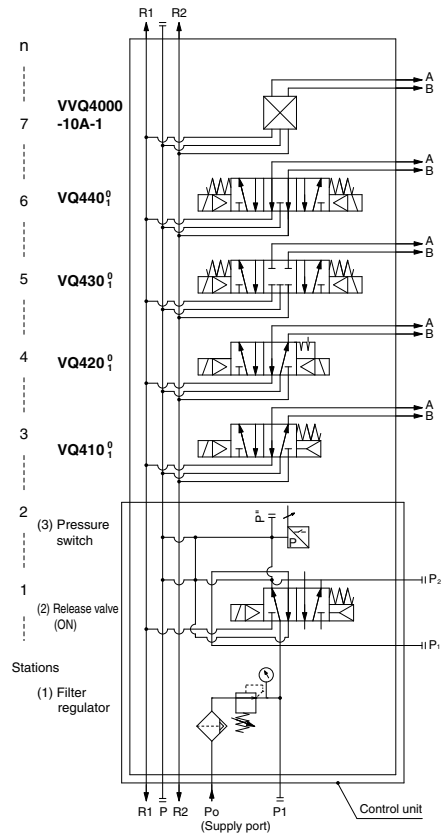 R1 P R2
n
VVQ4000
-10A-1
7
A
B
6
VQ440 0 1
A
B
5
VQ430 0 1
A
B
4
VQ420 0 1
A
B
3
VQ410 0 1
A
B
2
(3) Pressure
switch
P"
P
P2
1
(2) Release valve
(ON)
P1
Stations
(1) Filter
regulator
R1 P R2 Po P1
(Supply port)
Control unit